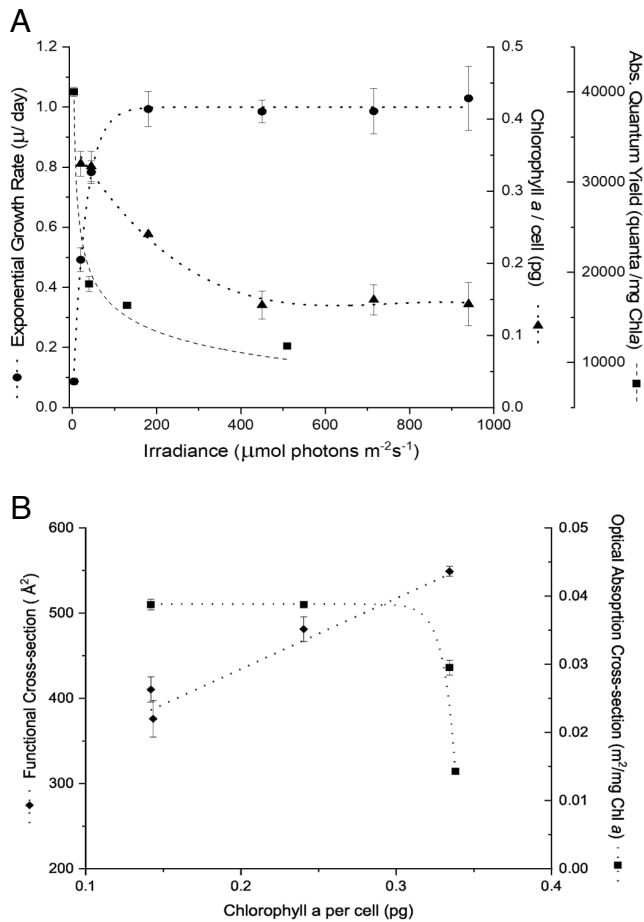 A
1.2
1.0
0.8
0.6
0.4
0.2
0.0
Exponential Growth Rate (μ/ day)
0 200 400 600 800 1000
Irradiance (μmol photons m⁻²s⁻¹)
0.5
0.4
0.3
0.2
0.1
0.0
Chlorophyll a / cell (pg)
40000
30000
20000
10000
Abs. Quantum Yield (quanta /mg Chla)
B
600
500
400
300
200
Functional Cross-section ( Å²)
0.1 0.2 0.3 0.4
Chlorophyll a per cell (pg)
0.05
0.04
0.03
0.02
0.01
0.00
Optical Absoprtion Cross-section (m²/mg Chl a)